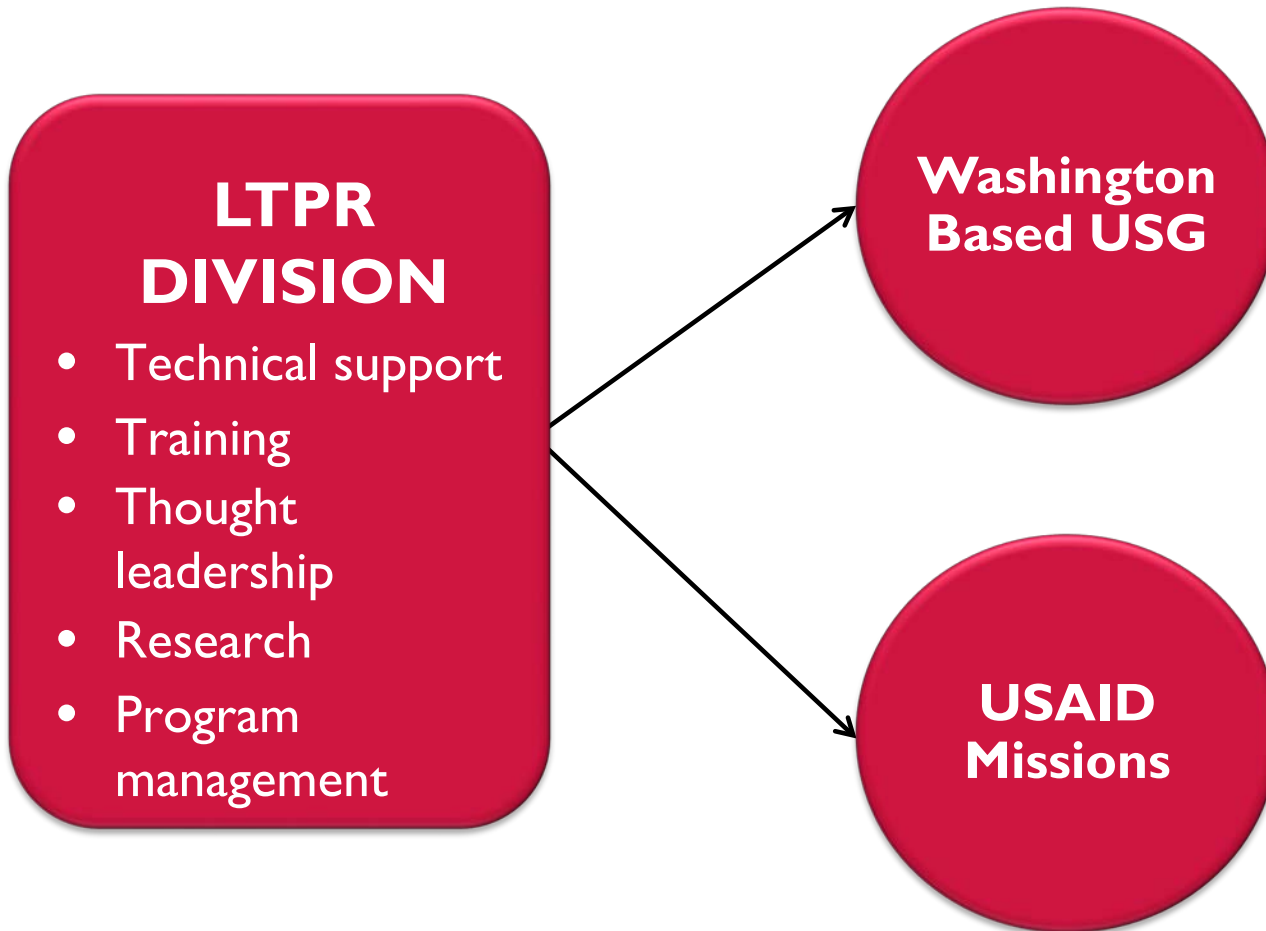 LTPR
DIVISION
• Technical support
• Training
• Thought
leadership
• Research
• Program
management
Washington
Based USG
USAID
Missions